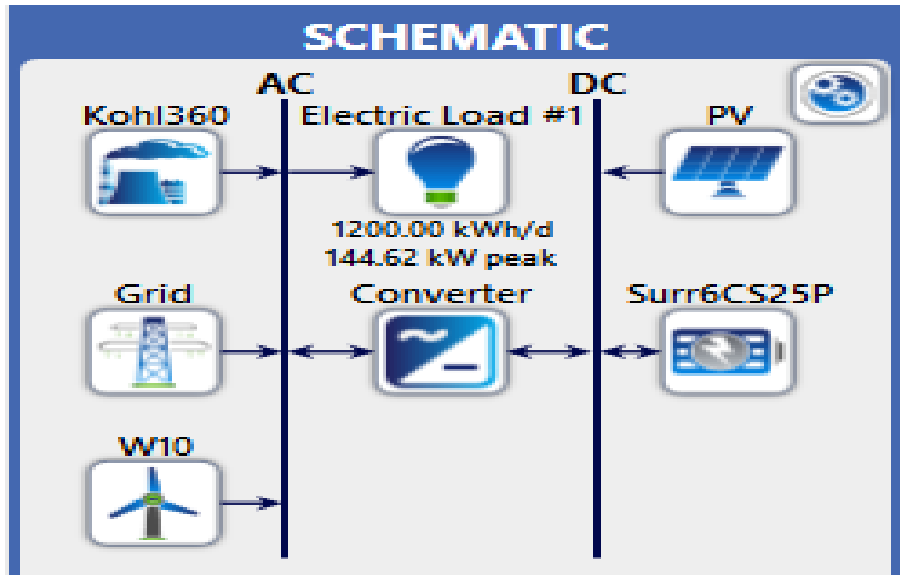 SCHEMATIC
AC DC
Kohl360 Electric Load #1 PV
1200.00 kWh/d
144.62 kW peak
Grid Converter Surr6CS25P
W10